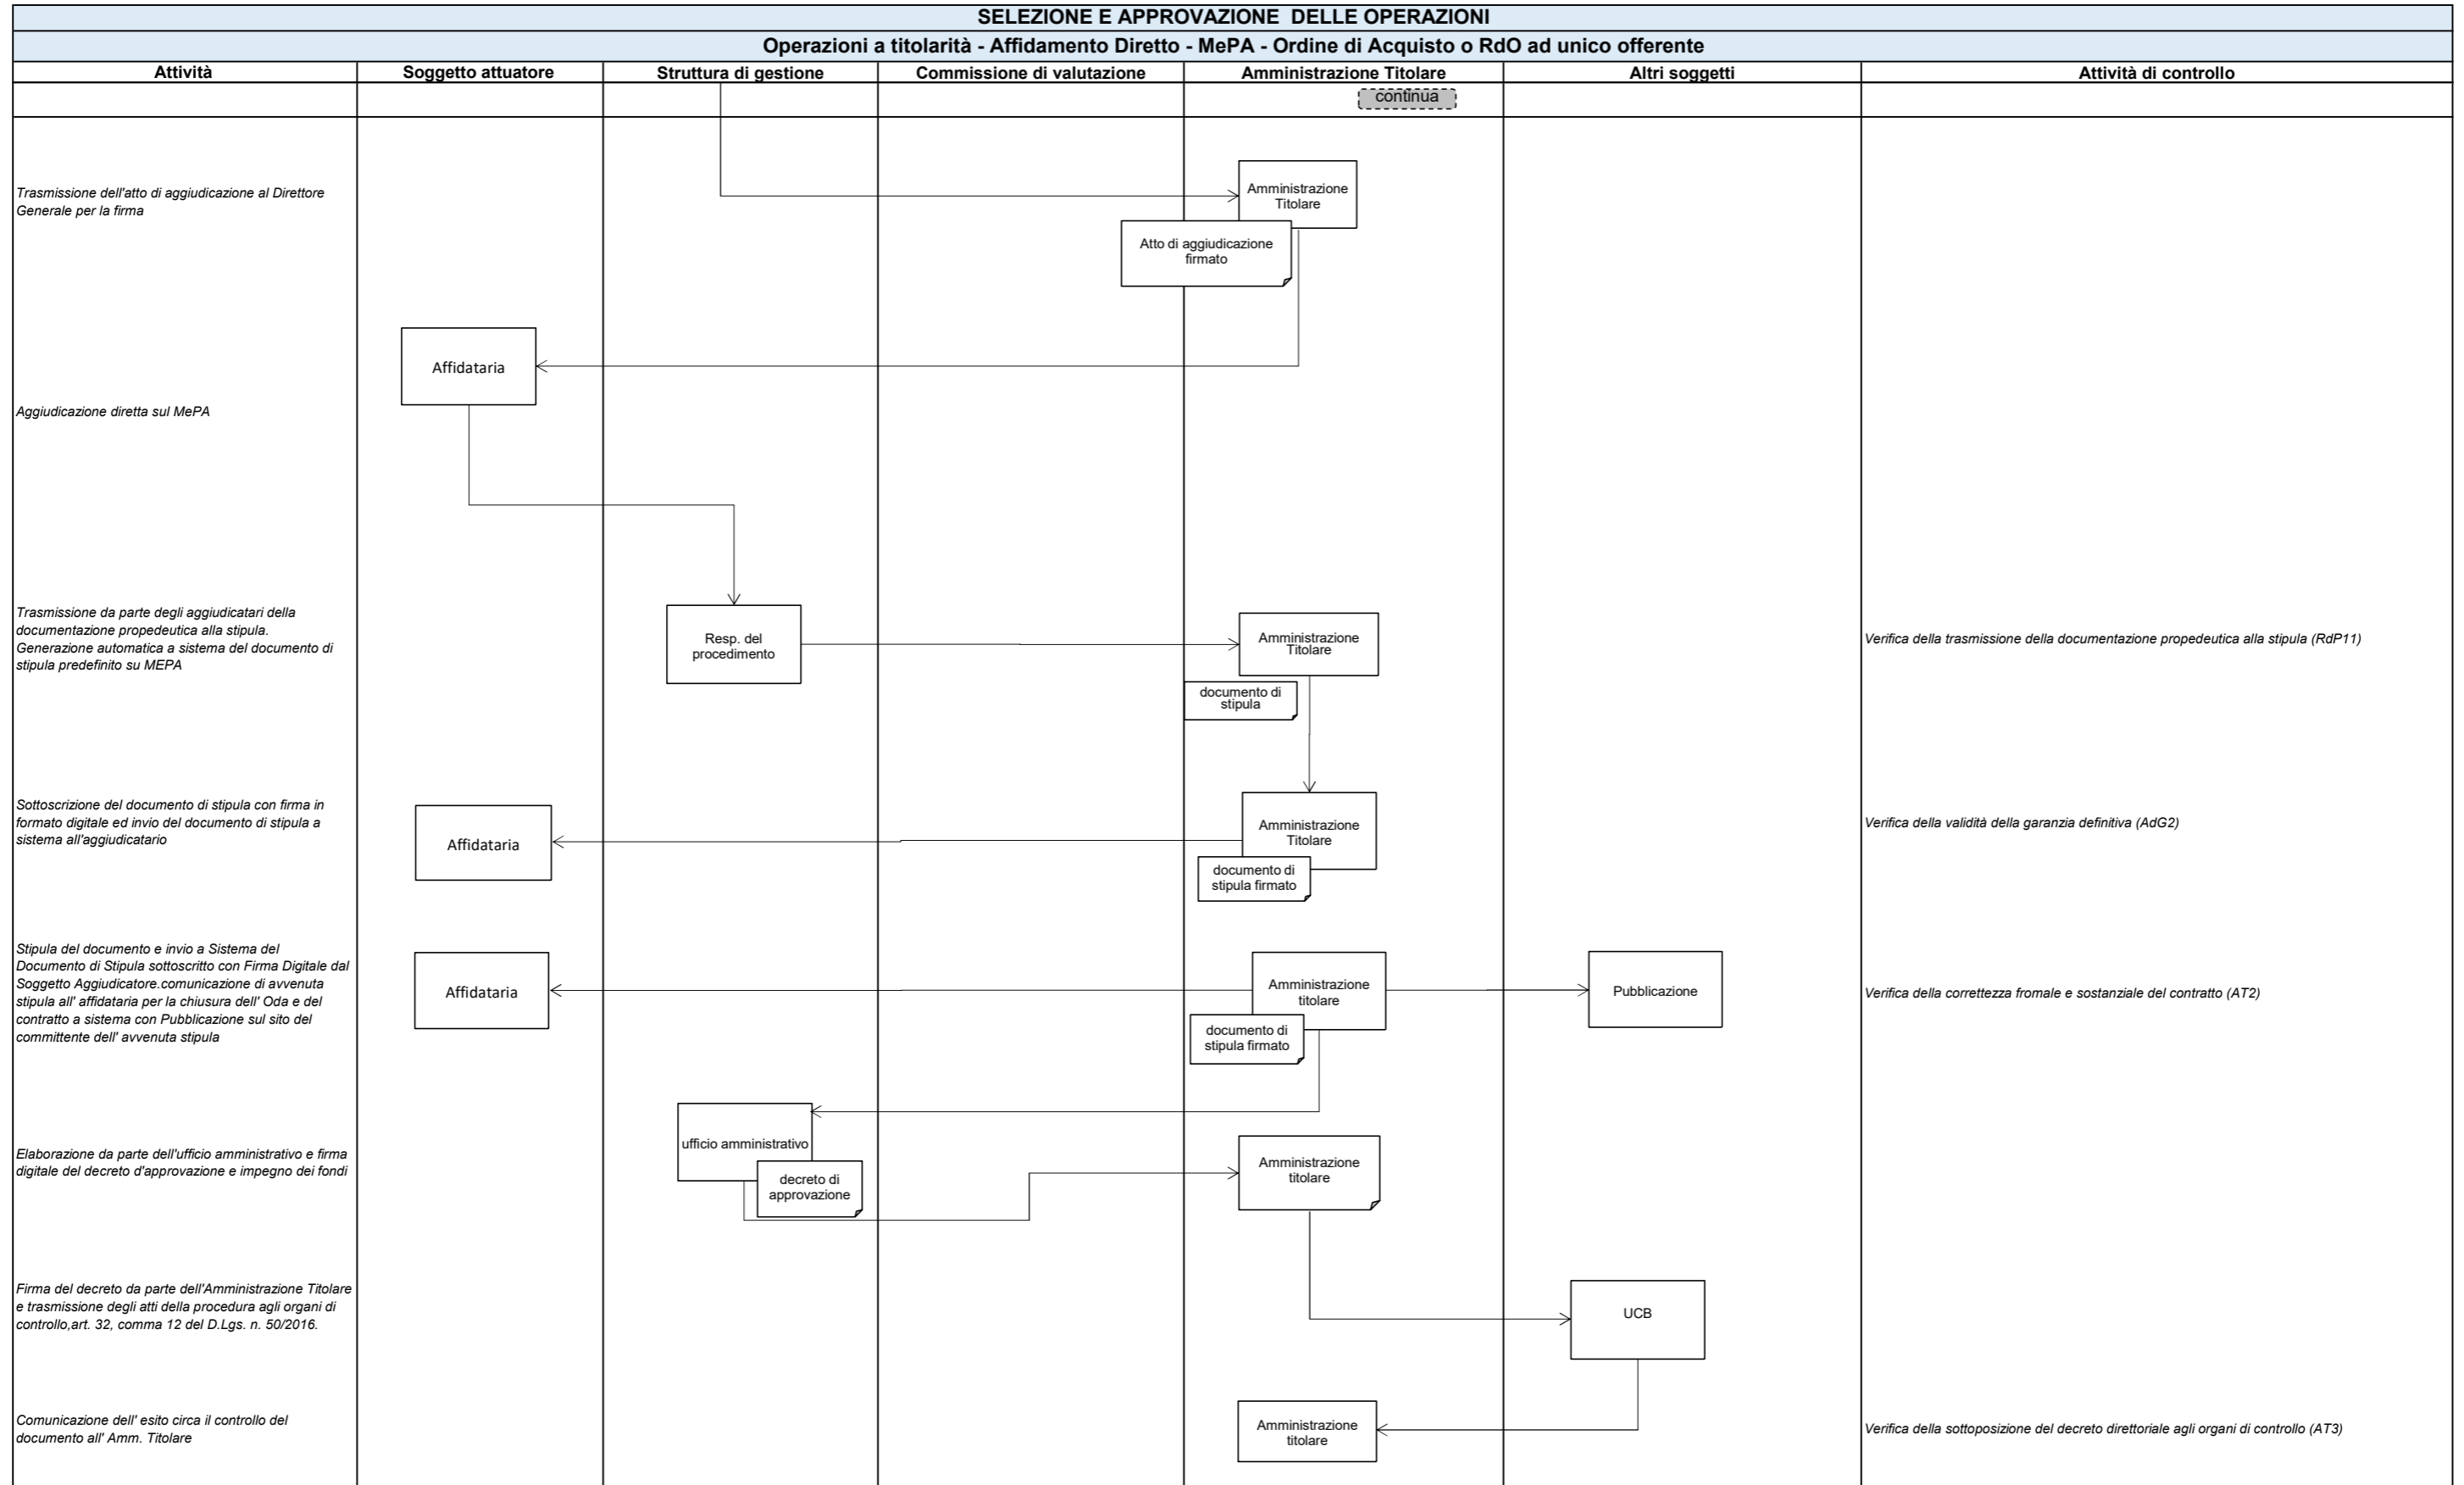 SELEZIONE E APPROVAZIONE DELLE OPERAZIONI
Operazioni a titolarità - Affidamento Diretto - MePA - Ordine di Acquisto o RdO ad unico offerente
Attività
Soggetto attuatore
Struttura di gestione
Commissione di valutazione
Amministrazione Titolare
Altri soggetti
Attività di controllo
continua
Trasmissione dell'atto di aggiudicazione al Direttore
Generale per la firma
Amministrazione
Titolare
Atto di aggiudicazione
firmato
Affidataria
Aggiudicazione diretta sul MePA
Trasmissione da parte degli aggiudicatari della
documentazione propedeutica alla stipula.
Generazione automatica a sistema del documento di
stipula predefinito su MEPA
Resp. del
procedimento
Amministrazione
Titolare
documento di
stipula
Verifica della trasmissione della documentazione propedeutica alla stipula (RdP11)
Sottoscrizione del documento di stipula con firma in
formato digitale ed invio del documento di stipula a
sistema all'aggiudicatario
Affidataria
Amministrazione
Titolare
documento di
stipula firmato
Verifica della validità della garanzia definitiva (AdG2)
Stipula del documento e invio a Sistema del
Documento di Stipula sottoscritto con Firma Digitale dal
Soggetto Aggiudicatore.comunicazione di avvenuta
stipula all' affidataria per la chiusura dell' Oda e del
contratto a sistema con Pubblicazione sul sito del
committente dell' avvenuta stipula
Affidataria
Amministrazione
titolare
documento di
stipula firmato
Pubblicazione
Verifica della correttezza fromale e sostanziale del contratto (AT2)
Elaborazione da parte dell'ufficio amministrativo e firma
digitale del decreto d'approvazione e impegno dei fondi
ufficio amministrativo
decreto di
approvazione
Amministrazione
titolare
Firma del decreto da parte dell'Amministrazione Titolare
e trasmissione degli atti della procedura agli organi di
controllo,art. 32, comma 12 del D.Lgs. n. 50/2016.
UCB
Comunicazione dell' esito circa il controllo del
documento all' Amm. Titolare
Amministrazione
titolare
Verifica della sottoposizione del decreto direttoriale agli organi di controllo (AT3)